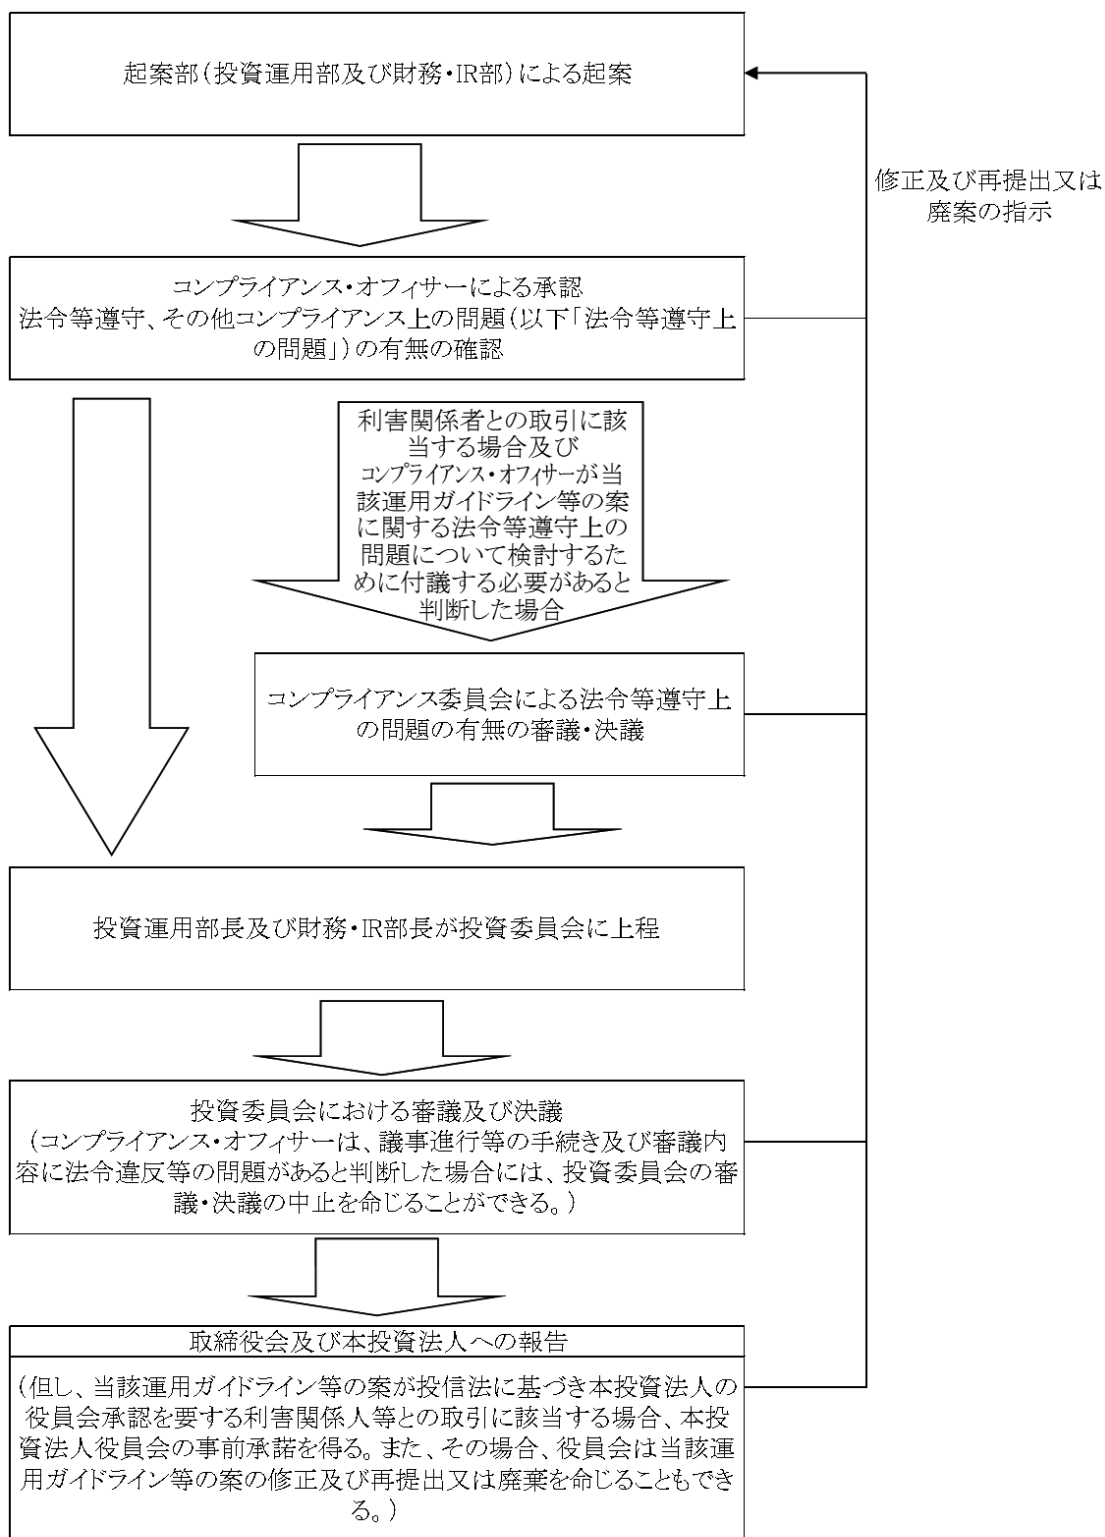 起案部(投資運用部及び財務・IR部)による起案
修正及び再提出又は
廃案の指示
コンプライアンス・オフィサーによる承認
法令等遵守、その他コンプライアンス上の問題(以下「法令等遵守上
の問題」)の有無の確認
利害関係者との取引に該
当する場合及び
コンプライアンス・オフィサーが当
該運用ガイドライン等の案
に関する法令等遵守上の
問題について検討するた
めに付議する必要があると
判断した場合
コンプライアンス委員会による法令等遵守上
の問題の有無の審議・決議
投資運用部長及び財務・IR部長が投資委員会に上程
投資委員会における審議及び決議
(コンプライアンス・オフィサーは、議事進行等の手続き及び審議内
容に法令違反等の問題があると判断した場合には、投資委員会の審
議・決議の中止を命じることができる。)
取締役会及び本投資法人への報告
(但し、当該運用ガイドライン等の案が投信法に基づき本投資法人の
役員会承認を要する利害関係人等との取引に該当する場合、本投
資法人役員会の事前承諾を得る。また、その場合、役員会は当該運
用ガイドライン等の案の修正及び再提出又は廃棄を命じることもでき
る。)